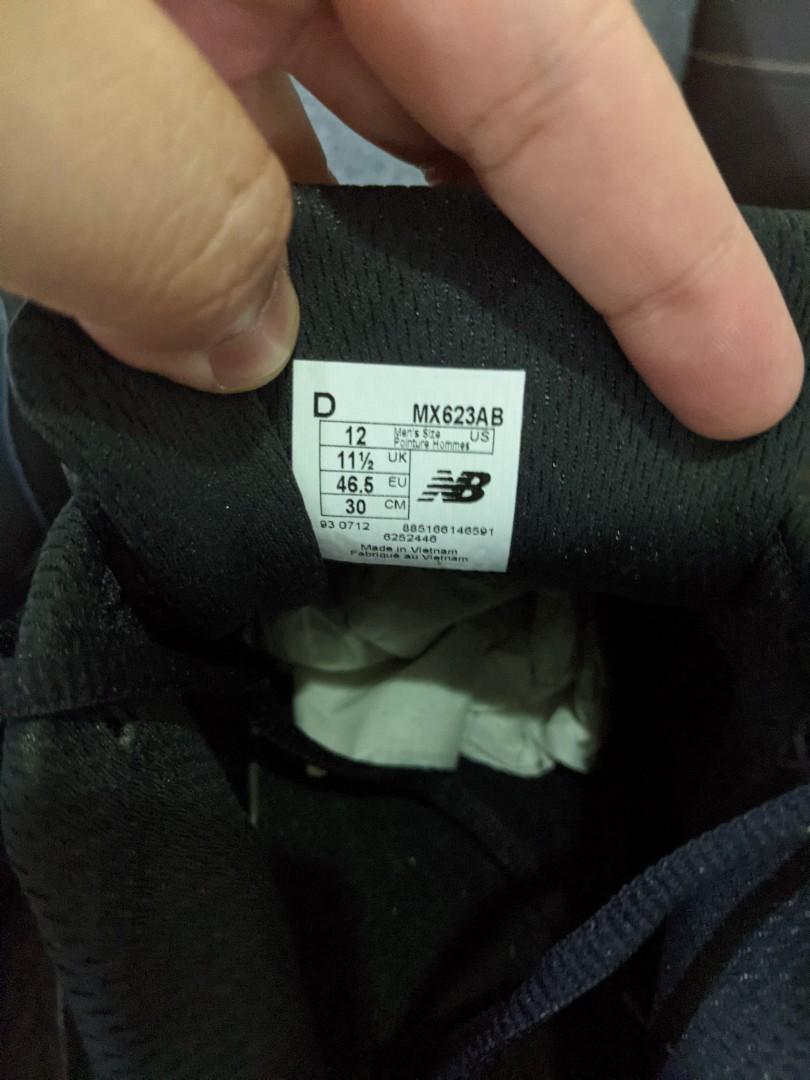 D MX623AB
12 Men's Size Pointure Hommes US
11½ UK
46.5 EU
30 CM
NB
93 0712 885166146591
6252446
Made in Vietnam
Fabriqué au Vietnam